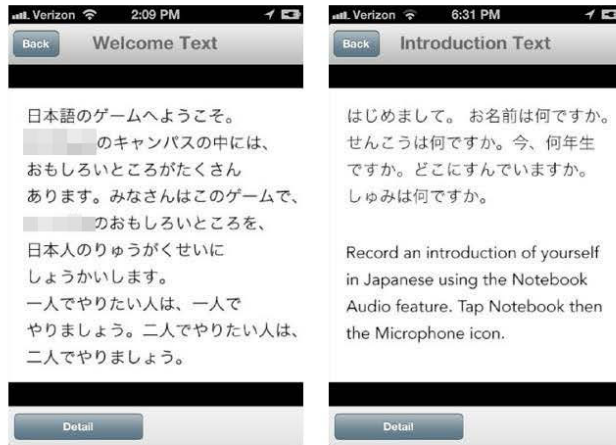 Verizon 2:09 PM
Back Welcome Text
日本語のゲームへようこそ。
のキャンパスの中には、
おもしろいところがたくさん
あります。みなさんはこのゲームで、
のおもしろいところを、
日本人のりゅうがくせいに
しょうかいします。
一人でやりたい人は、一人で
やりましょう。二人でやりたい人は、
二人でやりましょう。
Detail
Verizon 6:31 PM
Back Introduction Text
はじめまして。 お名前は何ですか。
せんこうは何ですか。今、何年生
ですか。どこにすんでいますか。
しゅみは何ですか。
Record an introduction of yourself
in Japanese using the Notebook
Audio feature. Tap Notebook then
the Microphone icon.
Detail